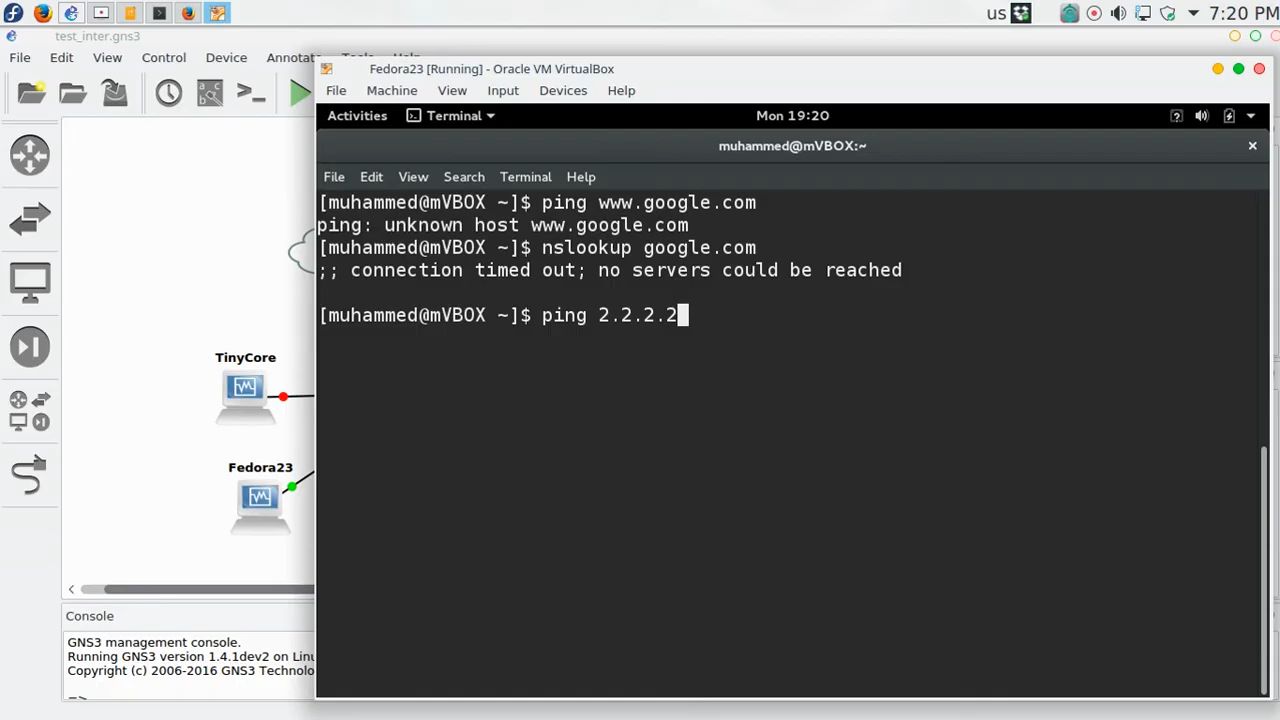 us
7:20 PM
test_inter.gns3
File Edit View Control Device Annotat
Fedora23 [Running] - Oracle VM VirtualBox
File Machine View Input Devices Help
Activities Terminal Mon 19:20
muhammed@mVBOX:~
File Edit View Search Terminal Help
[muhammed@mVBOX ~]$ ping www.google.com
ping: unknown host www.google.com
[muhammed@mVBOX ~]$ nslookup google.com
;; connection timed out; no servers could be reached
[muhammed@mVBOX ~]$ ping 2.2.2.2
TinyCore
Fedora23
Console
GNS3 management console.
Running GNS3 version 1.4.1dev2 on Linu
Copyright (c) 2006-2016 GNS3 Technolo
=>